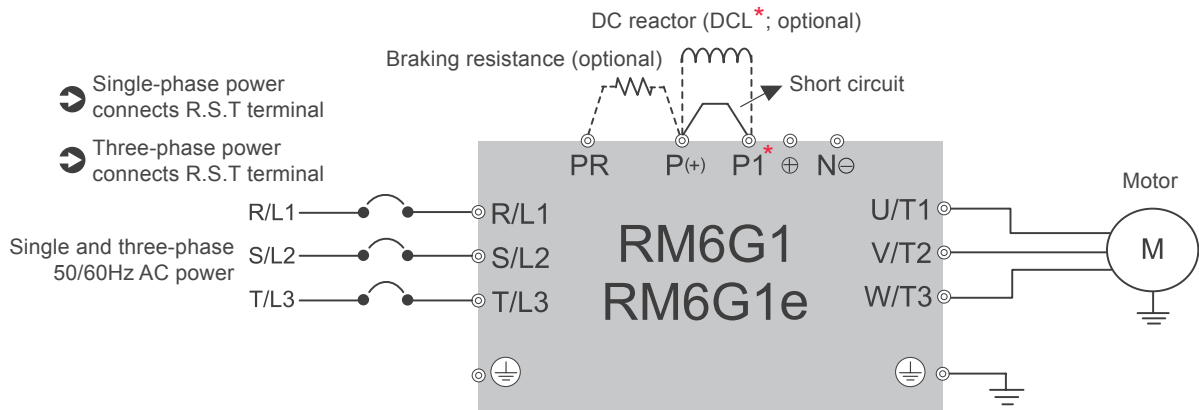 DC reactor (DCL*; optional)
Braking resistance (optional)
Short circuit
Single-phase power
connects R.S.T terminal
Three-phase power
connects R.S.T terminal
PR P(+) P1* ⊕ N⊖
Motor
R/L1 R/L1 U/T1
Single and three-phase
50/60Hz AC power
S/L2 S/L2 V/T2
T/L3 T/L3 W/T3
RM6G1
RM6G1e
M